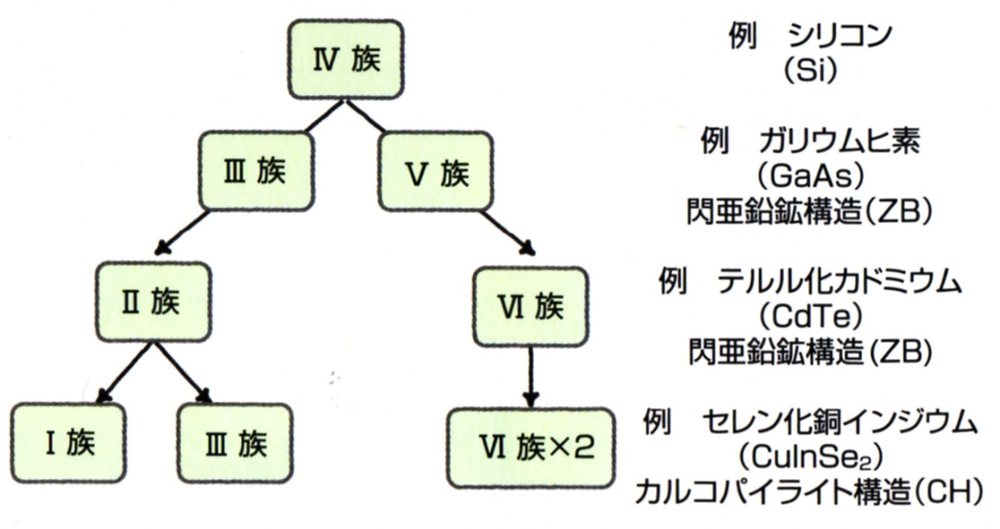 Ⅳ 族
例 シリコン
(Si)
Ⅲ 族
Ⅴ 族
例 ガリウムヒ素
(GaAs)
閃亜鉛鉱構造(ZB)
Ⅱ 族
Ⅵ 族
例 テルル化カドミウム
(CdTe)
閃亜鉛鉱構造(ZB)
Ⅰ 族
Ⅲ 族
Ⅵ 族×2
例 セレン化銅インジウム
(CuInSe₂)
カルコパイライト構造(CH)